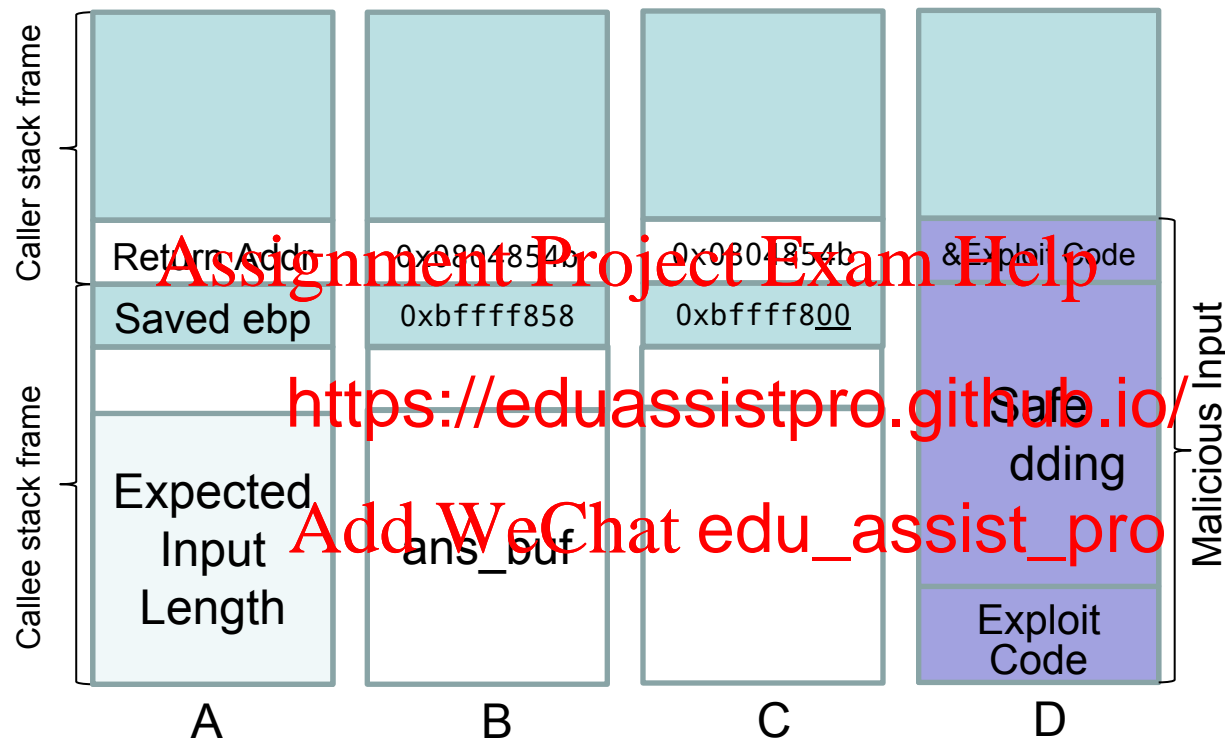 Caller stack frame
Callee stack frame
Return Addr
0x0804854b
0x0804854b
&Exploit Code
Assignment Project Exam Help
Saved ebp
0xbffff858
0xbffff800
https://eduassistpro.github.io/
Safe
dding
Expected
Input
Length
ans_buf
Add WeChat edu_assist_pro
Exploit
Code
Malicious Input
A
B
C
D